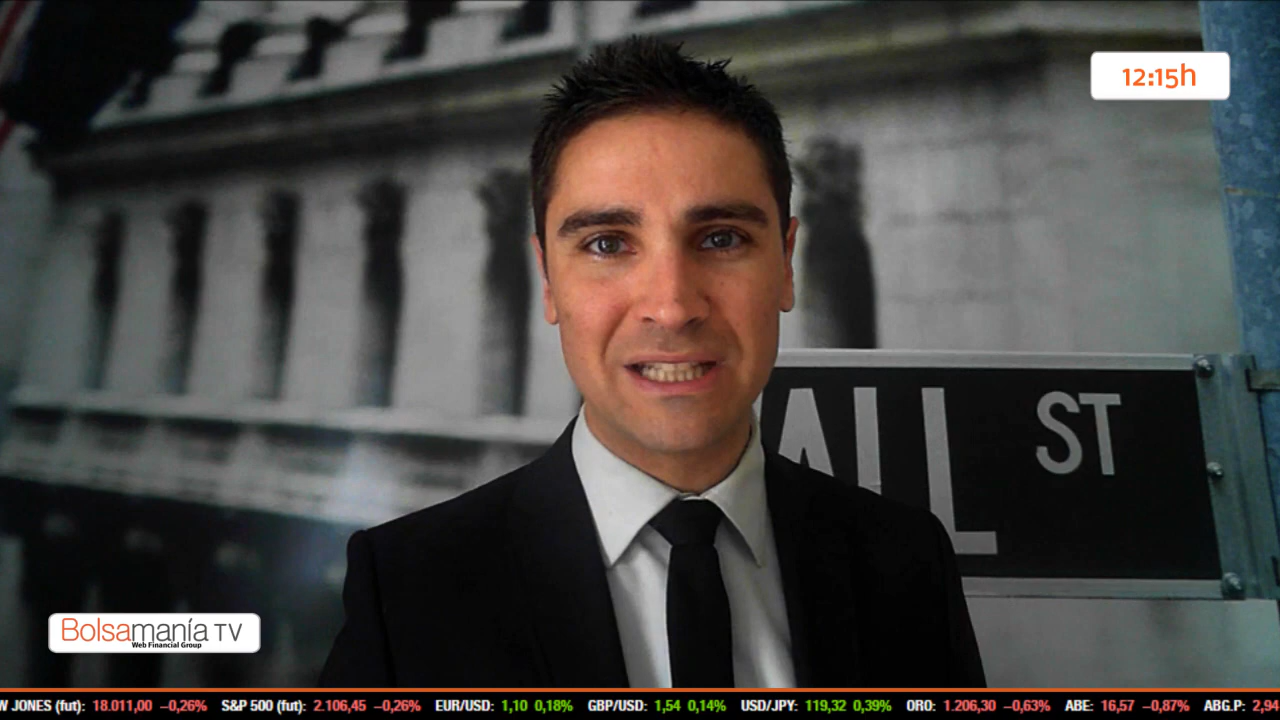 12:15h
ALL ST
Bolsamanía TV
Web Financial Group
W JONES (fut): 18.011,00 –0,26% S&P 500 (fut): 2.106,45 –0,26% EUR/USD: 1,10 0,18% GBP/USD: 1,54 0,14% USD/JPY: 119,32 0,39% ORO: 1.206,30 –0,63% ABE: 16,57 –0,87% ABG.P: 2,94